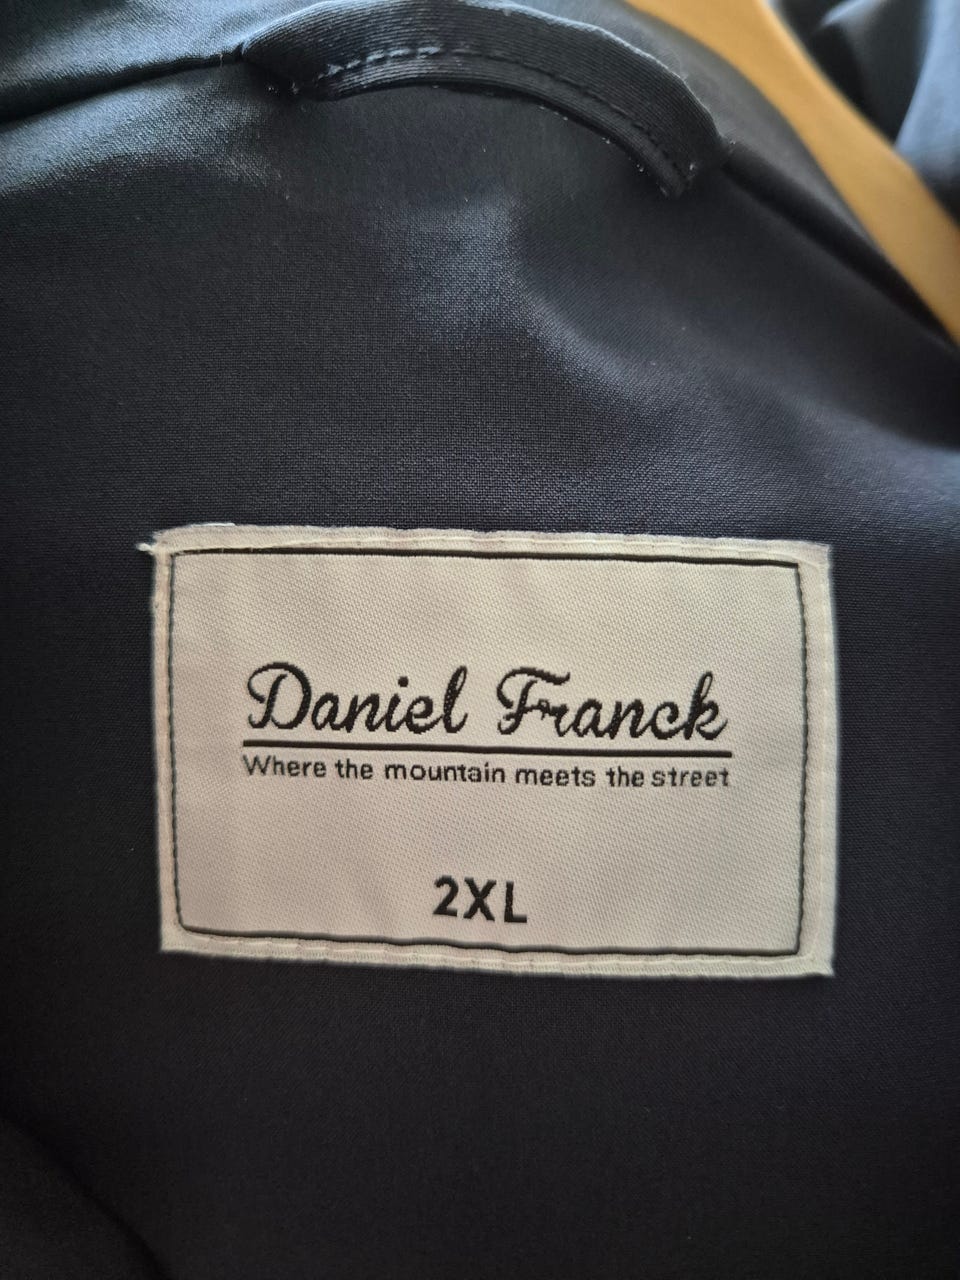 Daniel Franck
Where the mountain meets the street
2XL